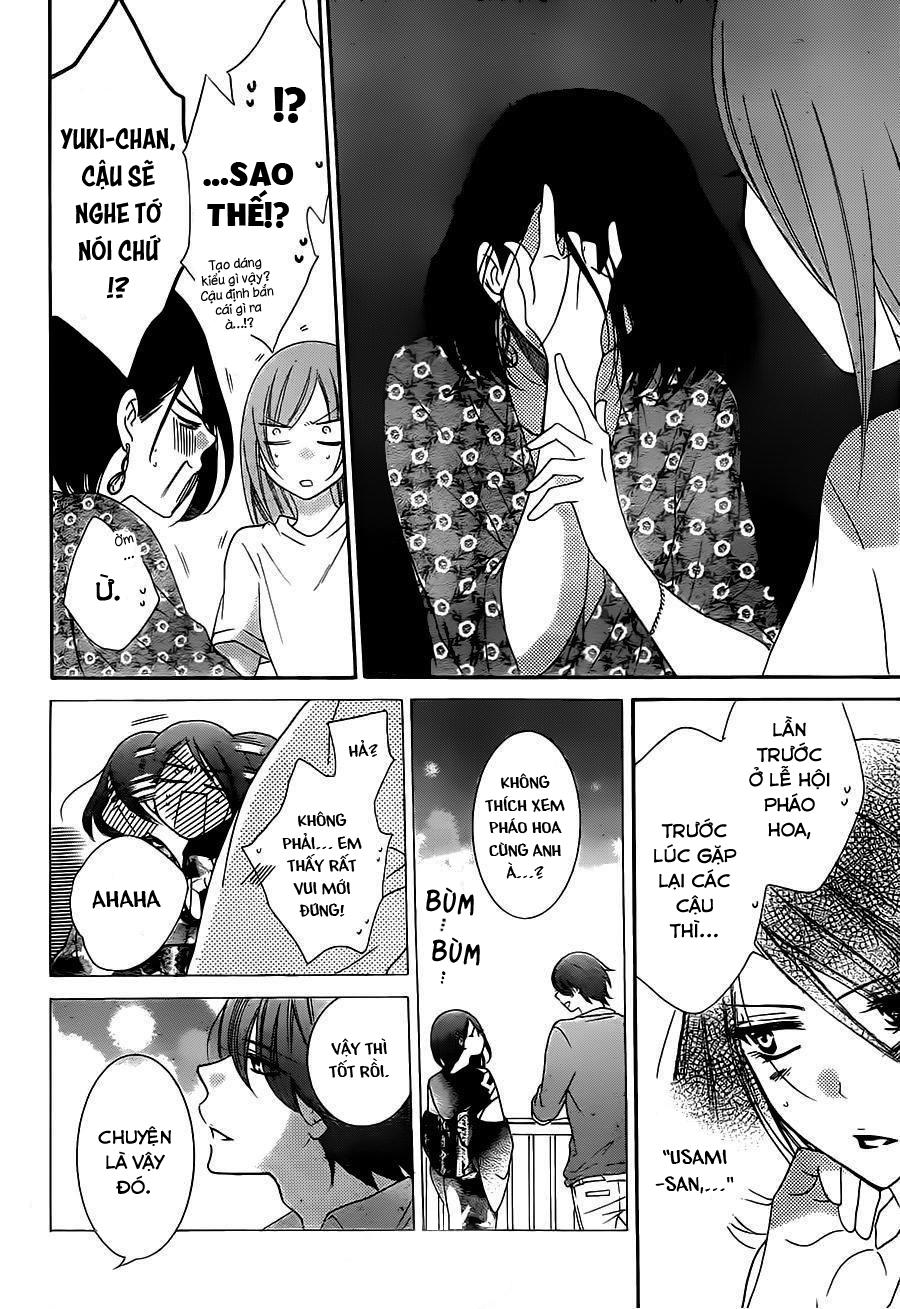 !?
...SAO
THẾ!?
Tạo dáng
kiểu gì vậy?
Cậu định bắn
cái gì ra
à...!?
YUKI-CHAN,
CẬU SẼ
NGHE TỚ
NÓI CHỨ
!?
Ờm
...
Ừ.
LẦN
TRƯỚC
Ở LỄ HỘI
PHÁO
HOA,
TRƯỚC
LÚC GẶP
LẠI CÁC
CẬU THÌ...
"USAMI
-SAN,..."
KHÔNG
THÍCH XEM
PHÁO HOA
CÙNG ANH
À...?
BÙM
...
BÙM
...
HẢ?
KHÔNG
PHẢI... EM
THẤY RẤT
VUI MỚI
ĐÚNG!
AHAHA
VẬY THÌ
TỐT RỒI.
CHUYỆN
LÀ VẬY
ĐÓ.